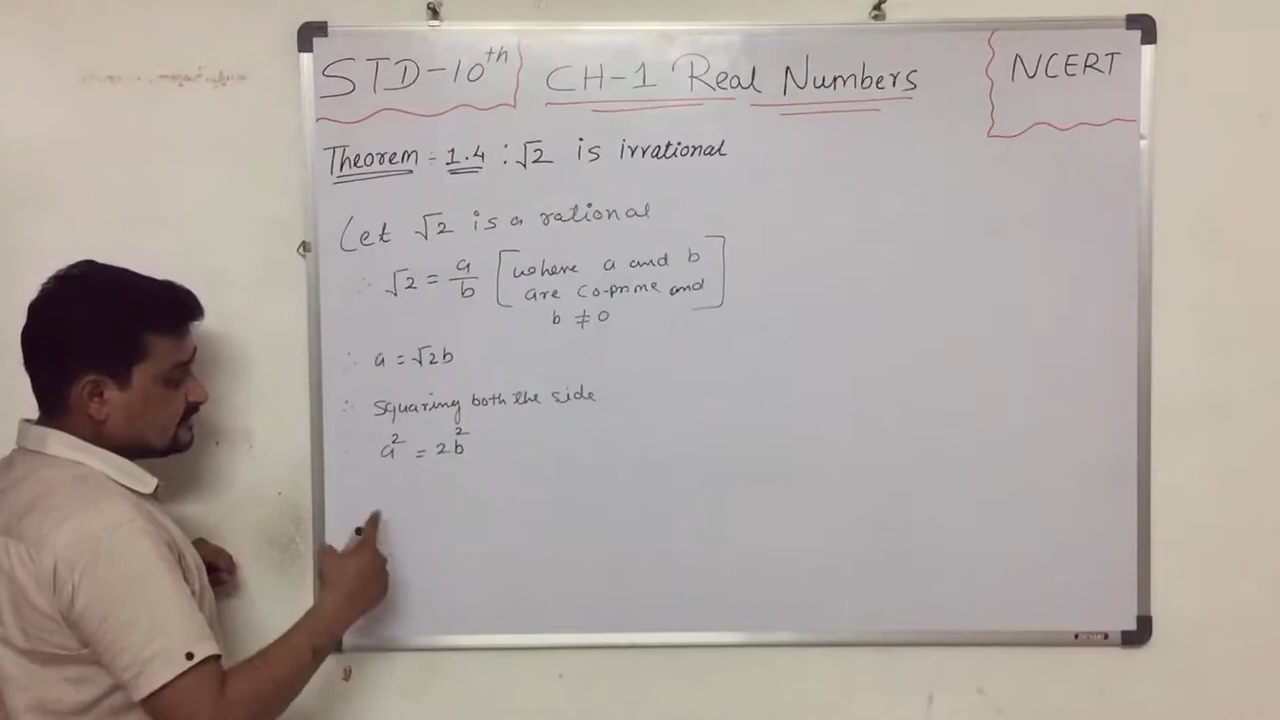 STD-10th CH-1 Real Numbers NCERT
Theorem ÷ 1.4 : √2 is irrational
Let √2 is a rational
∴ √2 = a/b [where a and b
are co-prime and]
b ≠ 0
∴ a = √2b
∴ squaring both the side
a² = 2b²